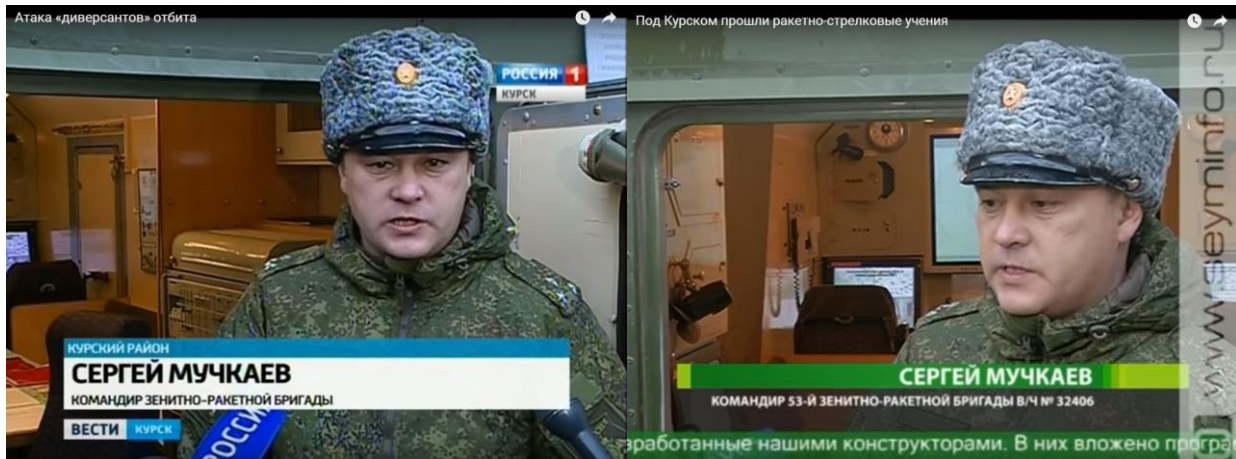 Атака «диверсантов» отбита
РОССИЯ 1
КУРСК
КУРСКИЙ РАЙОН
СЕРГЕЙ МУЧКАЕВ
КОМАНДИР ЗЕНИТНО-РАКЕТНОЙ БРИГАДЫ
ВЕСТИ КУРСК
РОССИЯ
Под Курском прошли ракетно-стрелковые учения
www.seyminfo.ru
СЕРГЕЙ МУЧКАЕВ
КОМАНДИР 53-Й ЗЕНИТНО-РАКЕТНОЙ БРИГАДЫ В/Ч № 32406
зработанные нашими конструкторами. В них вложено програ